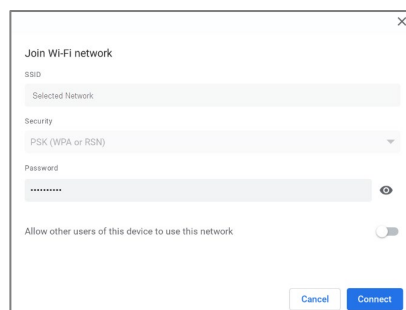 Join Wi-Fi network
SSID
Selected Network
Security
PSK (WPA or RSN)
Password
••••••••••
Allow other users of this device to use this network
Cancel Connect